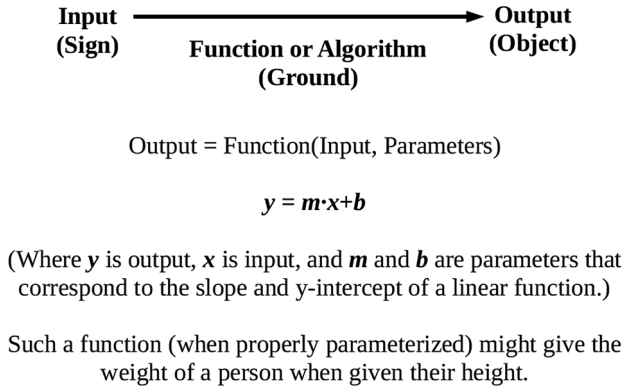 Input
(Sign)
Output
(Object)
Function or Algorithm
(Ground)
Output = Function(Input, Parameters)
y = m·x+b
(Where y is output, x is input, and m and b are parameters that
correspond to the slope and y-intercept of a linear function.)
Such a function (when properly parameterized) might give the
weight of a person when given their height.